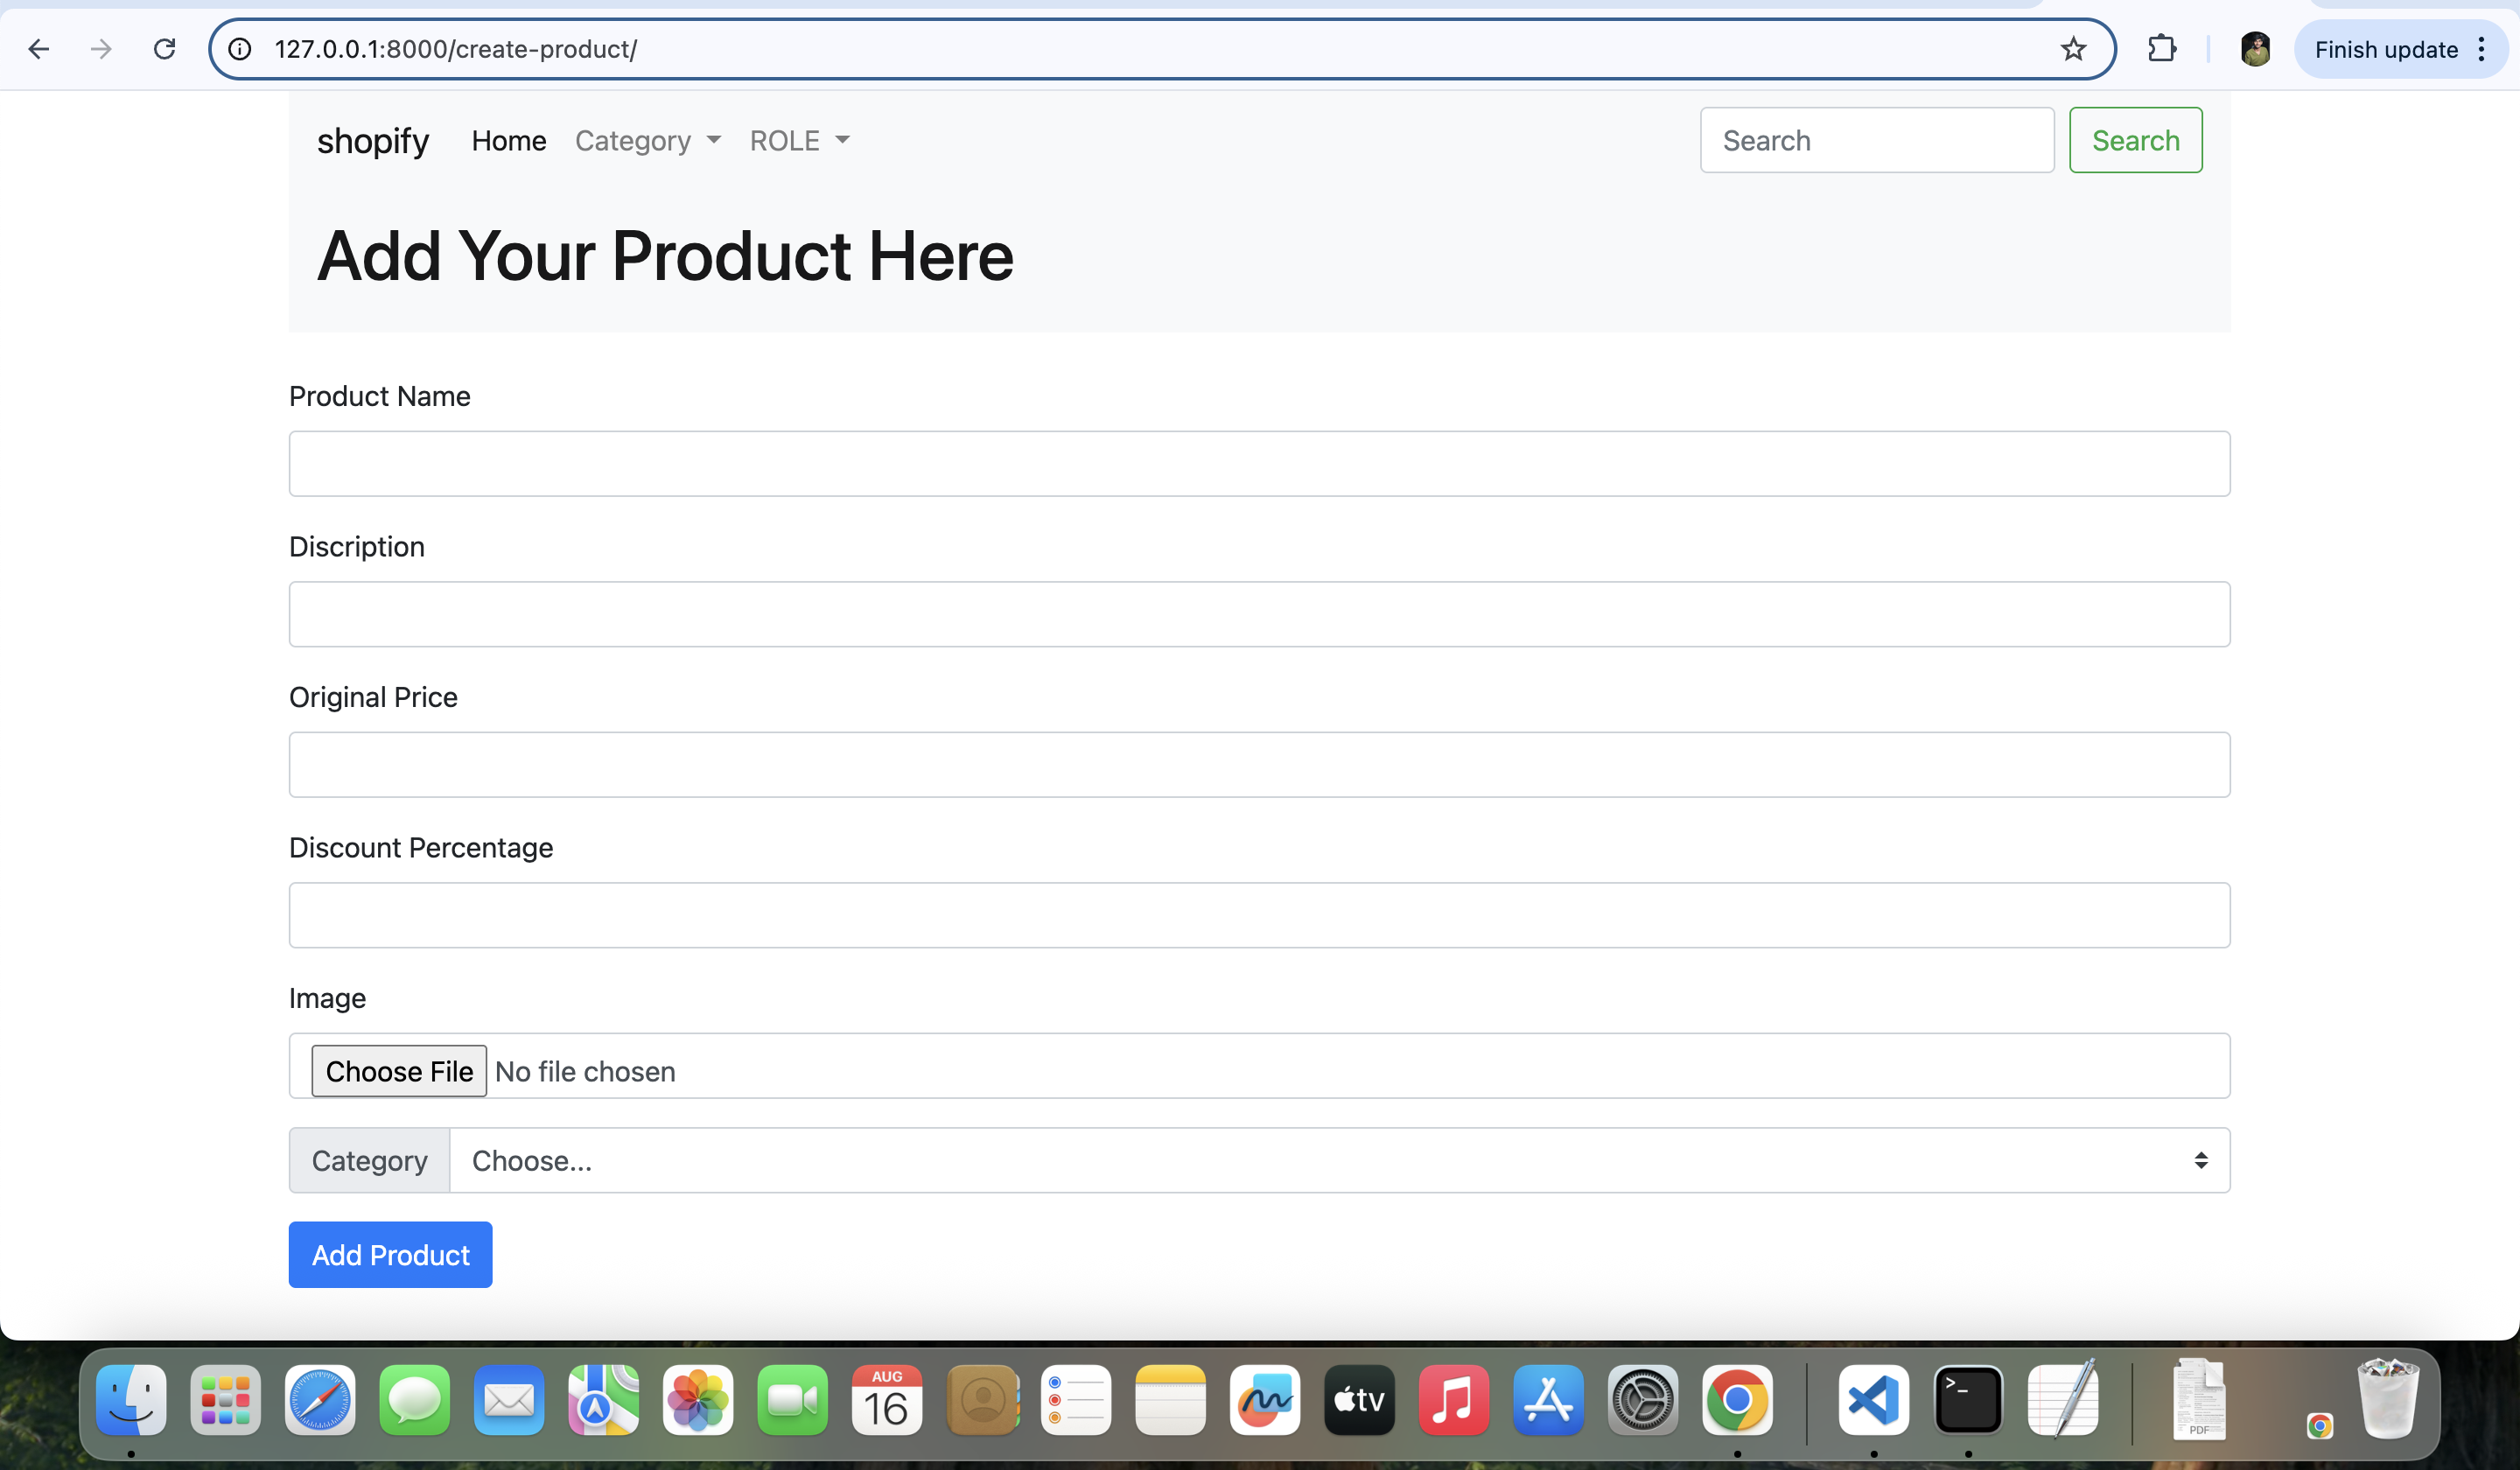 127.0.0.1:8000/create-product/
Finish update
shopify Home Category ROLE Search Search
Add Your Product Here
Product Name
Discription
Original Price
Discount Percentage
Image
Choose File No file chosen
Category Choose...
Add Product
AUG
16
tv
>_
PDF